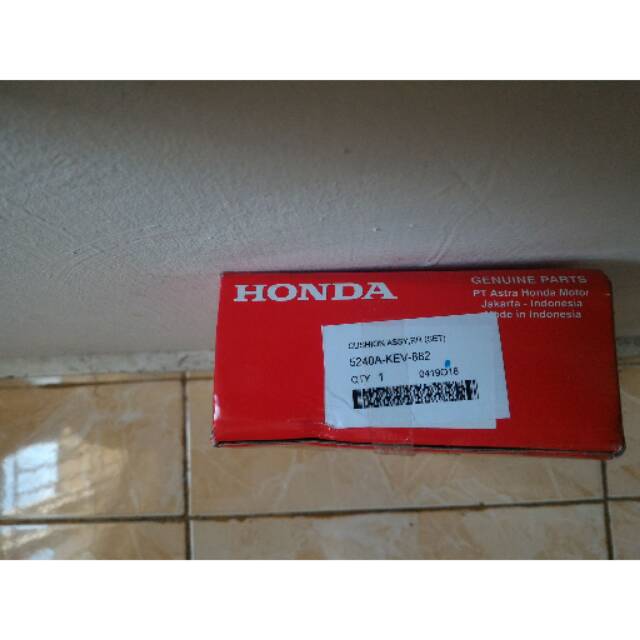 HONDA
GENUINE PARTS
PT Astra Honda Motor
Jakarta - Indonesia
Made in Indonesia
CUSHION ASSY,RR (SET)
5240A-KEV-882
QTY 1 0419D18